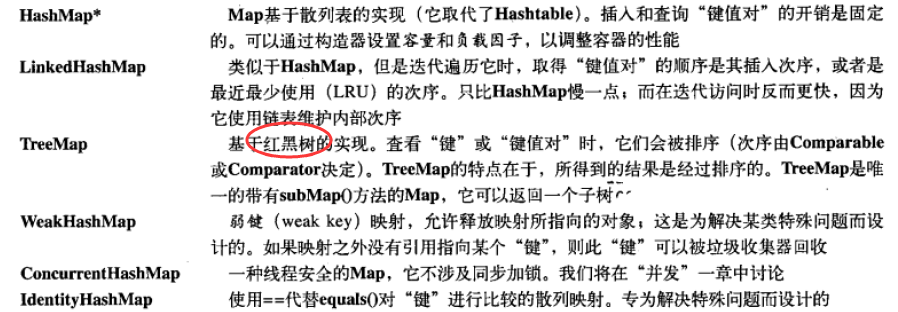 HashMap* Map基于散列表的实现（它取代了Hashtable）。插入和查询“键值对”的开销是固定
的。可以通过构造器设置容量和负载因子，以调整容器的性能
LinkedHashMap 类似于HashMap，但是迭代遍历它时，取得“键值对”的顺序是其插入次序，或者是
最近最少使用（LRU）的次序。只比HashMap慢一点；而在迭代访问时反而更快，因为
它使用链表维护内部次序
TreeMap 基于红黑树的实现。查看“键”或“键值对”时，它们会被排序（次序由Comparable
或Comparator决定）。TreeMap的特点在于，所得到的结果是经过排序的。TreeMap是唯
一的带有subMap()方法的Map，它可以返回一个子树
WeakHashMap 弱键（weak key）映射，允许释放映射所指向的对象；这是为解决某类特殊问题而设
计的。如果映射之外没有引用指向某个“键”，则此“键”可以被垃圾收集器回收
ConcurrentHashMap 一种线程安全的Map，它不涉及同步加锁。我们将在“并发”一章中讨论
IdentityHashMap 使用==代替equals()对“键”进行比较的散列映射。专为解决特殊问题而设计的